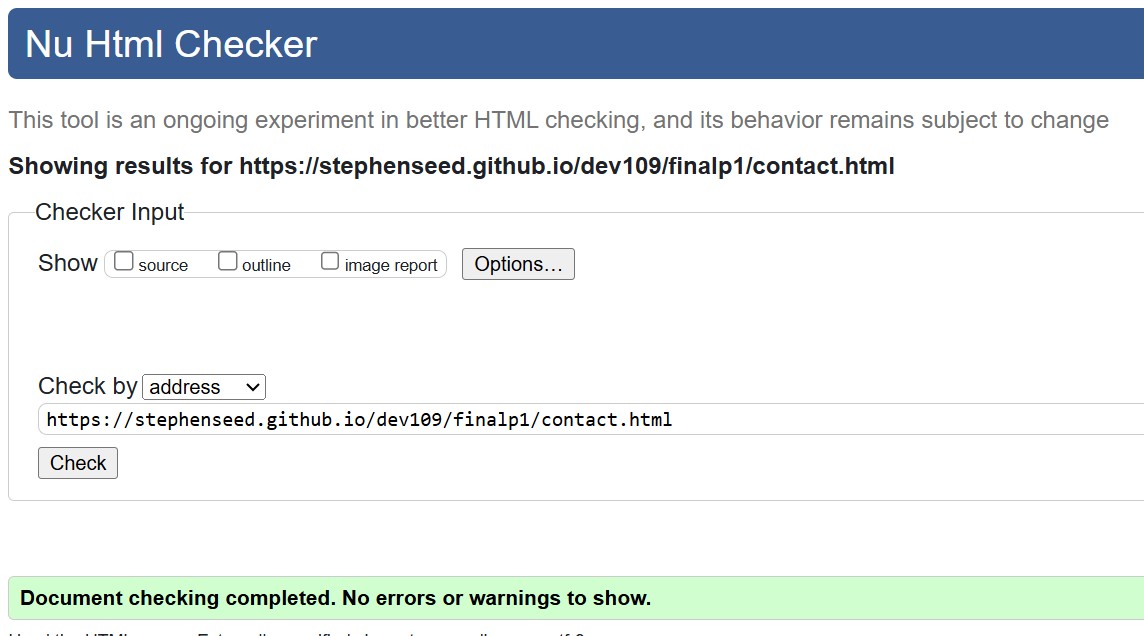 Nu Html Checker
This tool is an ongoing experiment in better HTML checking, and its behavior remains subject to change
Showing results for https://stephenseed.github.io/dev109/finalp1/contact.html
Checker Input
Show source outline image report Options...
Check by address
https://stephenseed.github.io/dev109/finalp1/contact.html
Check
Document checking completed. No errors or warnings to show.